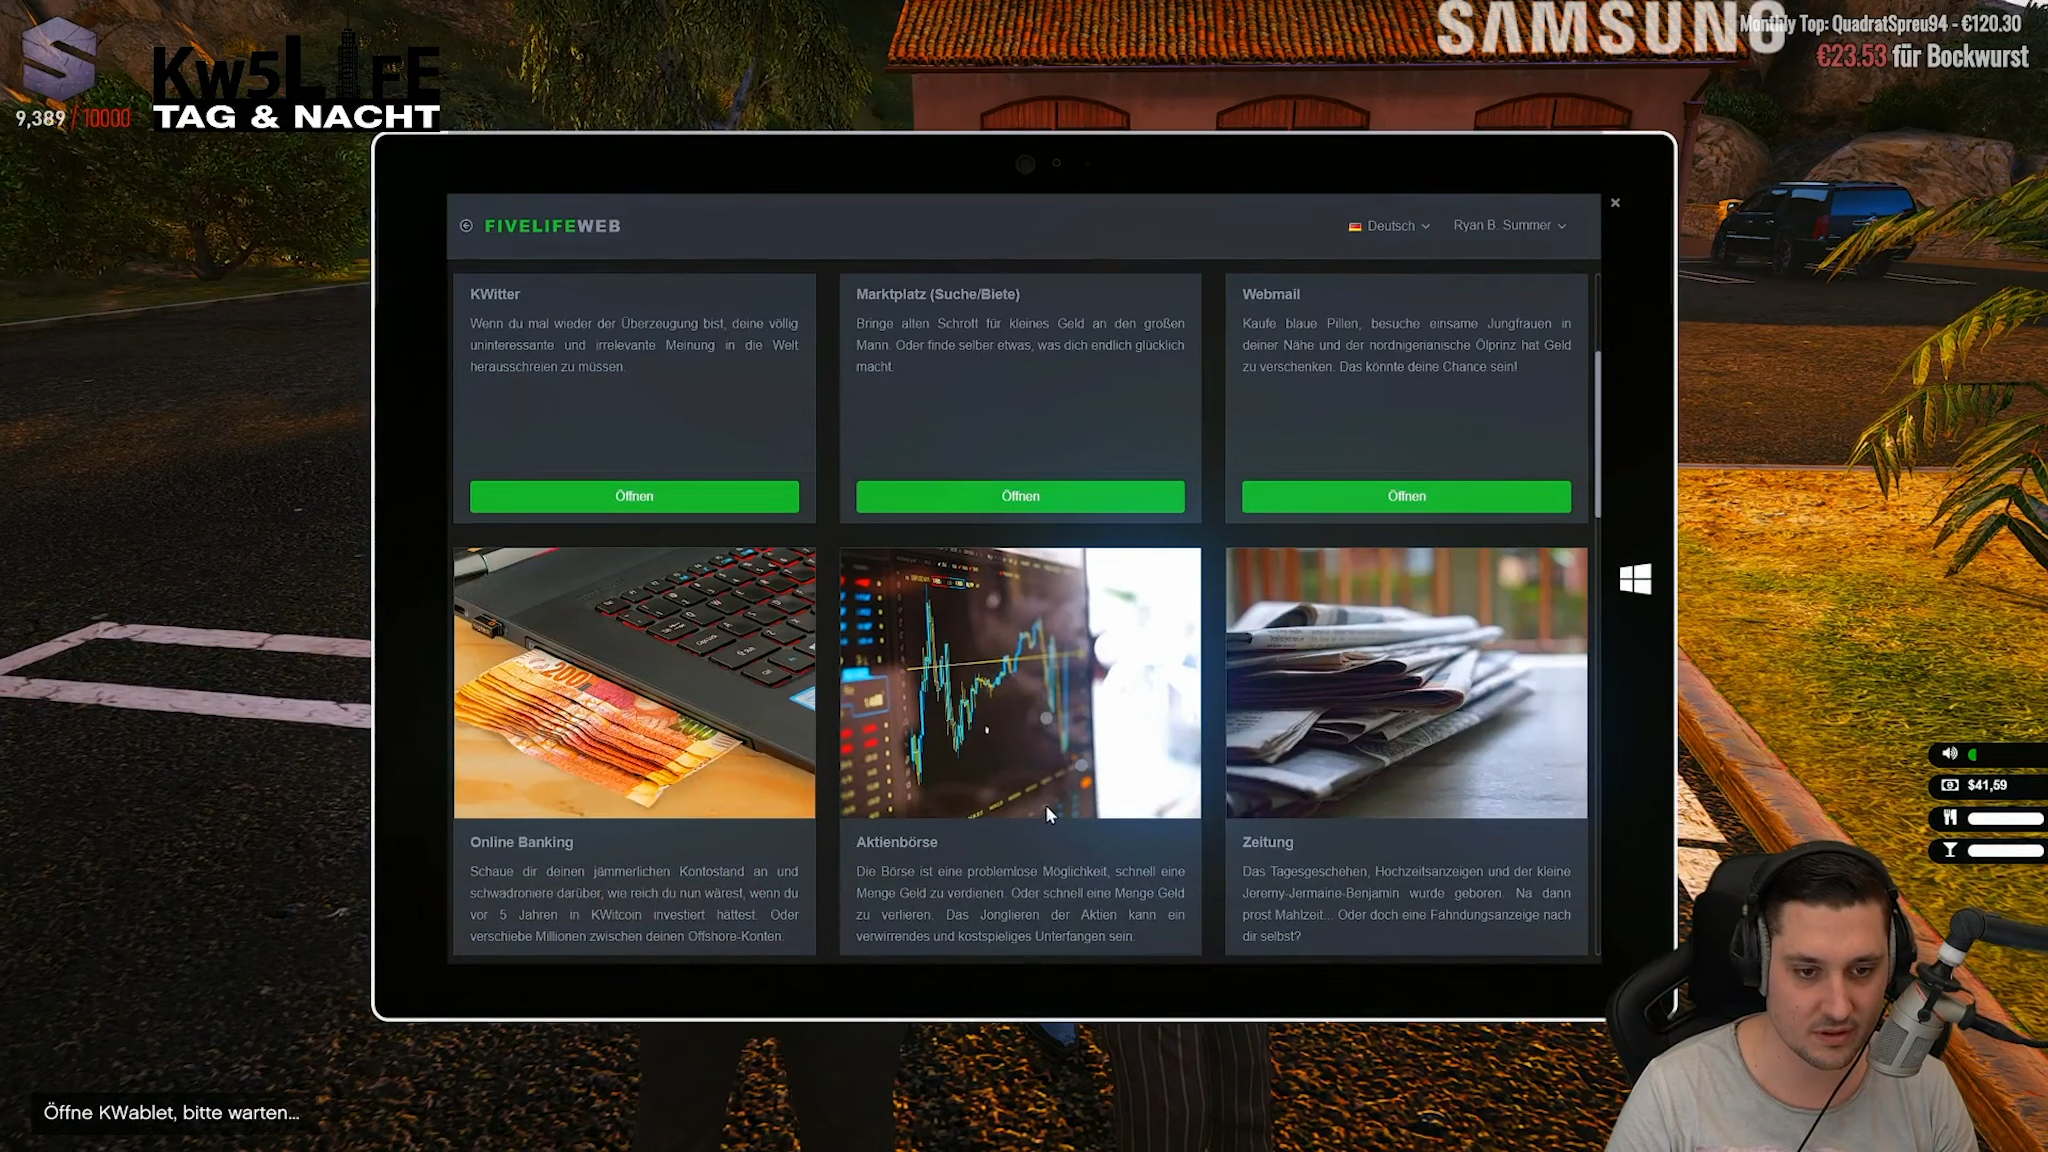 SAMSUNG
Monthly Top: QuadratSpreu94 - €120.30
€23.53 für Bockwurst
9,389 / 10000
Kw5LIFE
TAG & NACHT
FIVELIFEWEB
Deutsch
Ryan B. Summer
KWitter
Wenn du mal wieder der Überzeugung bist, deine völlig
uninteressante und irrelevante Meinung in die Welt
herausschreien zu müssen.
Öffnen
Marktplatz (Suche/Biete)
Bringe alten Schrott für kleines Geld an den großen
Mann. Oder finde selber etwas, was dich endlich glücklich
macht.
Öffnen
Webmail
Kaufe blaue Pillen, besuche einsame Jungfrauen in
deiner Nähe und der nordnigerianische Ölprinz hat Geld
zu verschenken. Das könnte deine Chance sein!
Öffnen
200
Online Banking
Schaue dir deinen jämmerlichen Kontostand an und
schwadroniere darüber, wie reich du nun wärest, wenn du
vor 5 Jahren in KWitcoin investiert hättest. Oder
verschiebe Millionen zwischen deinen Offshore-Konten.
Aktienbörse
Die Börse ist eine problemlose Möglichkeit, schnell eine
Menge Geld zu verdienen. Oder schnell eine Menge Geld
zu verlieren. Das Jonglieren der Aktien kann ein
verwirrendes und kostspieliges Unterfangen sein.
Zeitung
Das Tagesgeschehen, Hochzeitsanzeigen und der kleine
Jeremy-Jermaine-Benjamin wurde geboren. Na dann
prost Mahlzeit... Oder doch eine Fahndungsanzeige nach
dir selbst?
$41,59
Öffne KWablet, bitte warten...